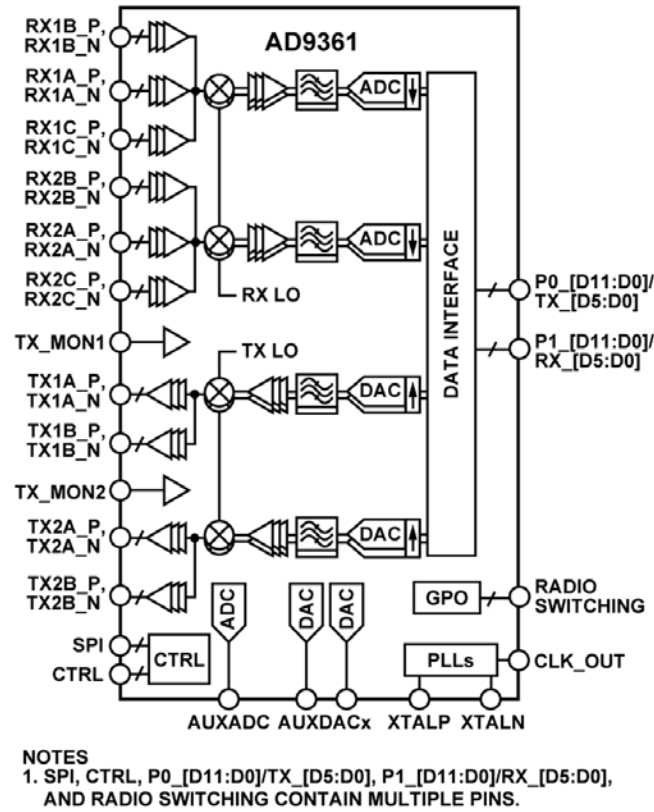 AD9361
RX1B_P,
RX1B_N
RX1A_P,
RX1A_N
RX1C_P,
RX1C_N
RX2B_P,
RX2B_N
RX2A_P,
RX2A_N
RX2C_P,
RX2C_N
TX_MON1
TX1A_P,
TX1A_N
TX1B_P,
TX1B_N
TX_MON2
TX2A_P,
TX2A_N
TX2B_P,
TX2B_N
SPI
CTRL
CTRL
ADC
ADC
RX LO
TX LO
DAC
DAC
DATA INTERFACE
P0_[D11:D0]/
TX_[D5:D0]
P1_[D11:D0]/
RX_[D5:D0]
ADC
DAC
DAC
GPO
RADIO
SWITCHING
PLLs
CLK_OUT
AUXADC
AUXDACx
XTALP
XTALN
NOTES
1. SPI, CTRL, P0_[D11:D0]/TX_[D5:D0], P1_[D11:D0]/RX_[D5:D0],
AND RADIO SWITCHING CONTAIN MULTIPLE PINS.